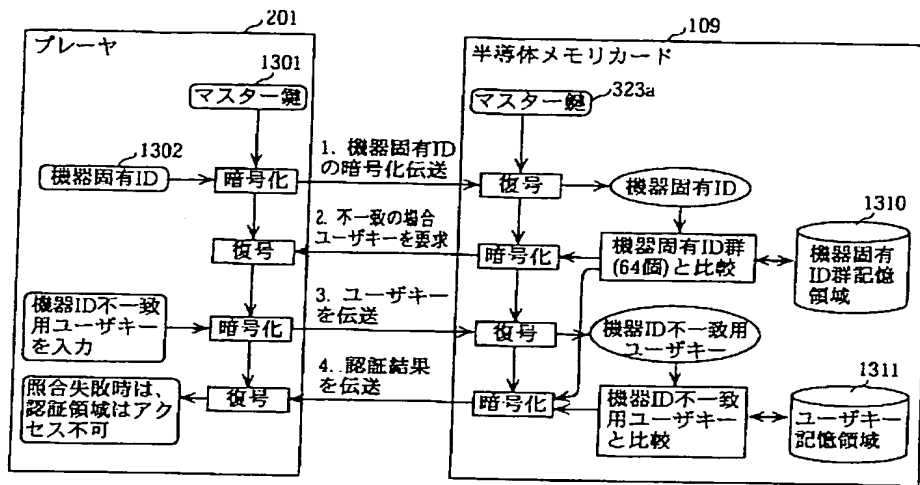 201
プレーヤ
1301
マスター鍵
1302
機器固有ID
暗号化
復号
機器ID不一致
用ユーザキー
を入力
暗号化
照合失敗時は、
認証領域はアク
セス不可
復号
1. 機器固有ID
の暗号化伝送
2. 不一致の場合
ユーザキーを要求
3. ユーザキー
を伝送
4. 認証結果
を伝送
109
半導体メモリカード
マスター鍵
323a
復号
機器固有ID
1310
暗号化
機器固有ID群
(64個)と比較
機器固有
ID群記憶
領域
復号
機器ID不一致用
ユーザキー
1311
暗号化
機器ID不一致
用ユーザキー
と比較
ユーザキー
記憶領域